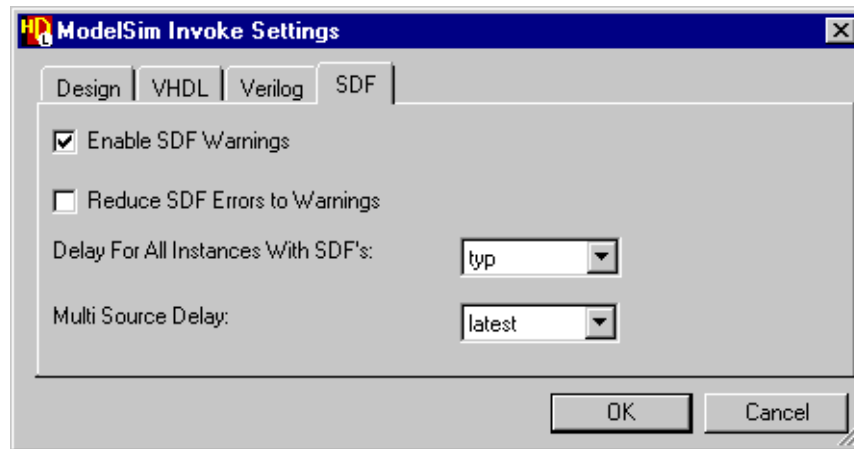 HDL ModelSim Invoke Settings
Design VHDL Verilog SDF
Enable SDF Warnings
Reduce SDF Errors to Warnings
Delay For All Instances With SDF's: typ
Multi Source Delay: latest
OK Cancel